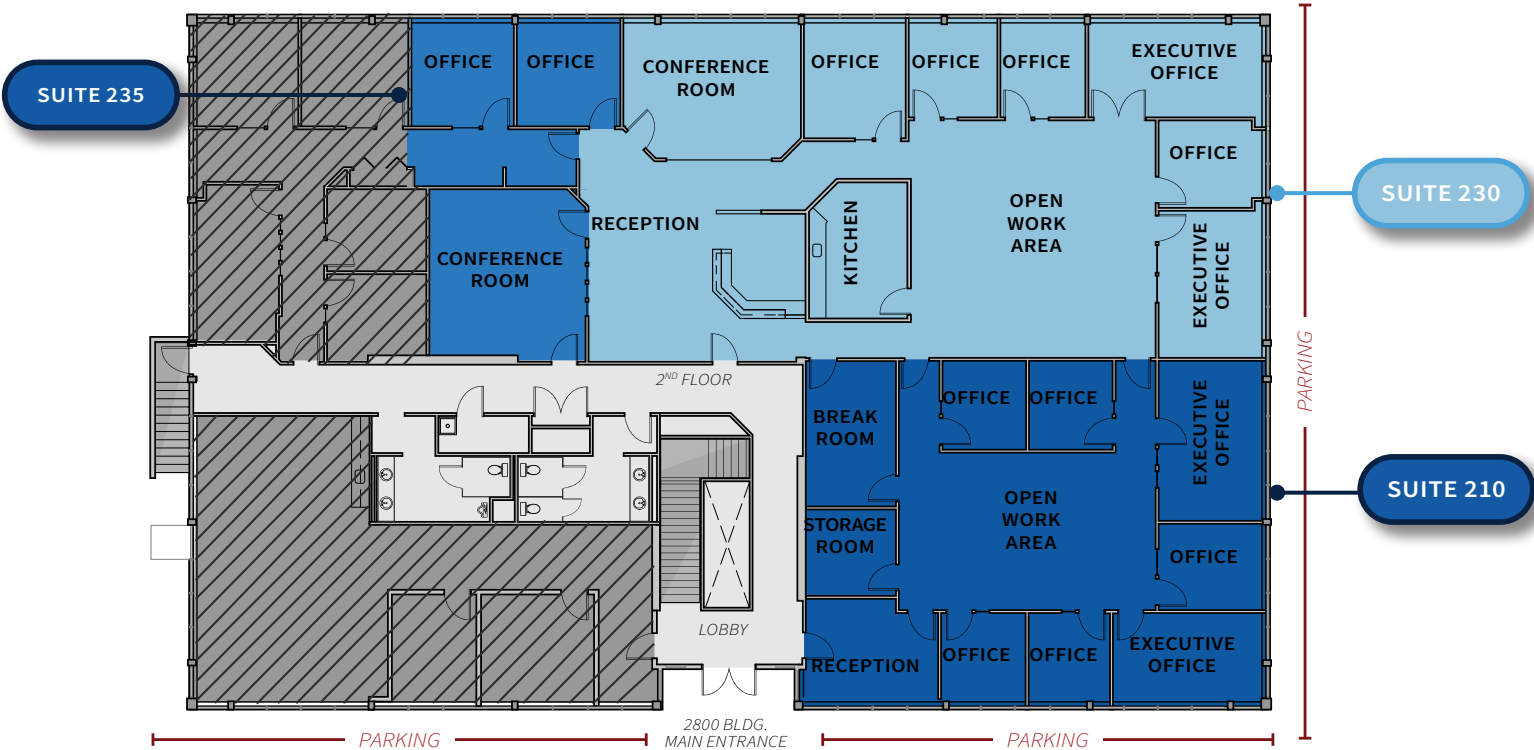 SUITE 235
OFFICE
OFFICE
CONFERENCE
ROOM
OFFICE
OFFICE
OFFICE
EXECUTIVE
OFFICE
OFFICE
SUITE 230
RECEPTION
KITCHEN
OPEN
WORK
AREA
EXECUTIVE
OFFICE
CONFERENCE
ROOM
PARKING
2ND FLOOR
BREAK
ROOM
OFFICE
OFFICE
EXECUTIVE
OFFICE
SUITE 210
OPEN
WORK
AREA
STORAGE
ROOM
OFFICE
LOBBY
RECEPTION
OFFICE
OFFICE
EXECUTIVE
OFFICE
PARKING
2800 BLDG.
MAIN ENTRANCE
PARKING